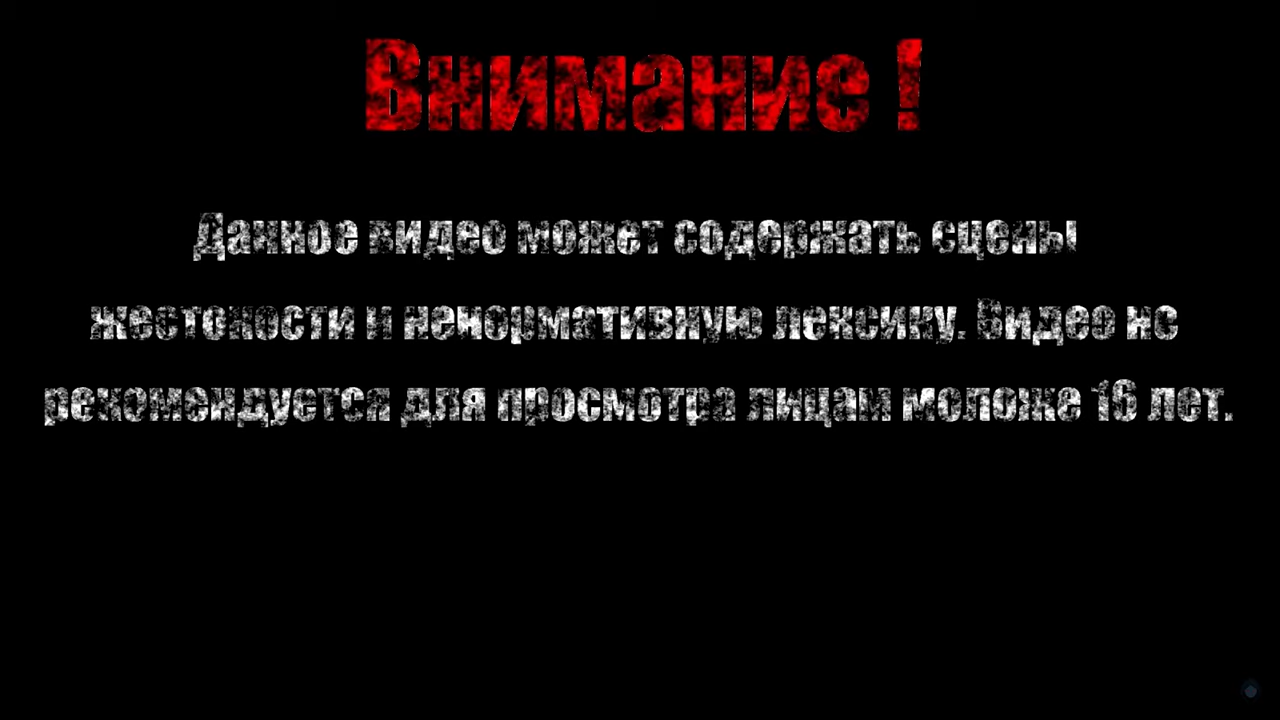 Внимание !
Данное видео может содержать сцены
жестокости и ненормативную лексику. Видео не
рекомендуется для просмотра лицам моложе 16 лет.